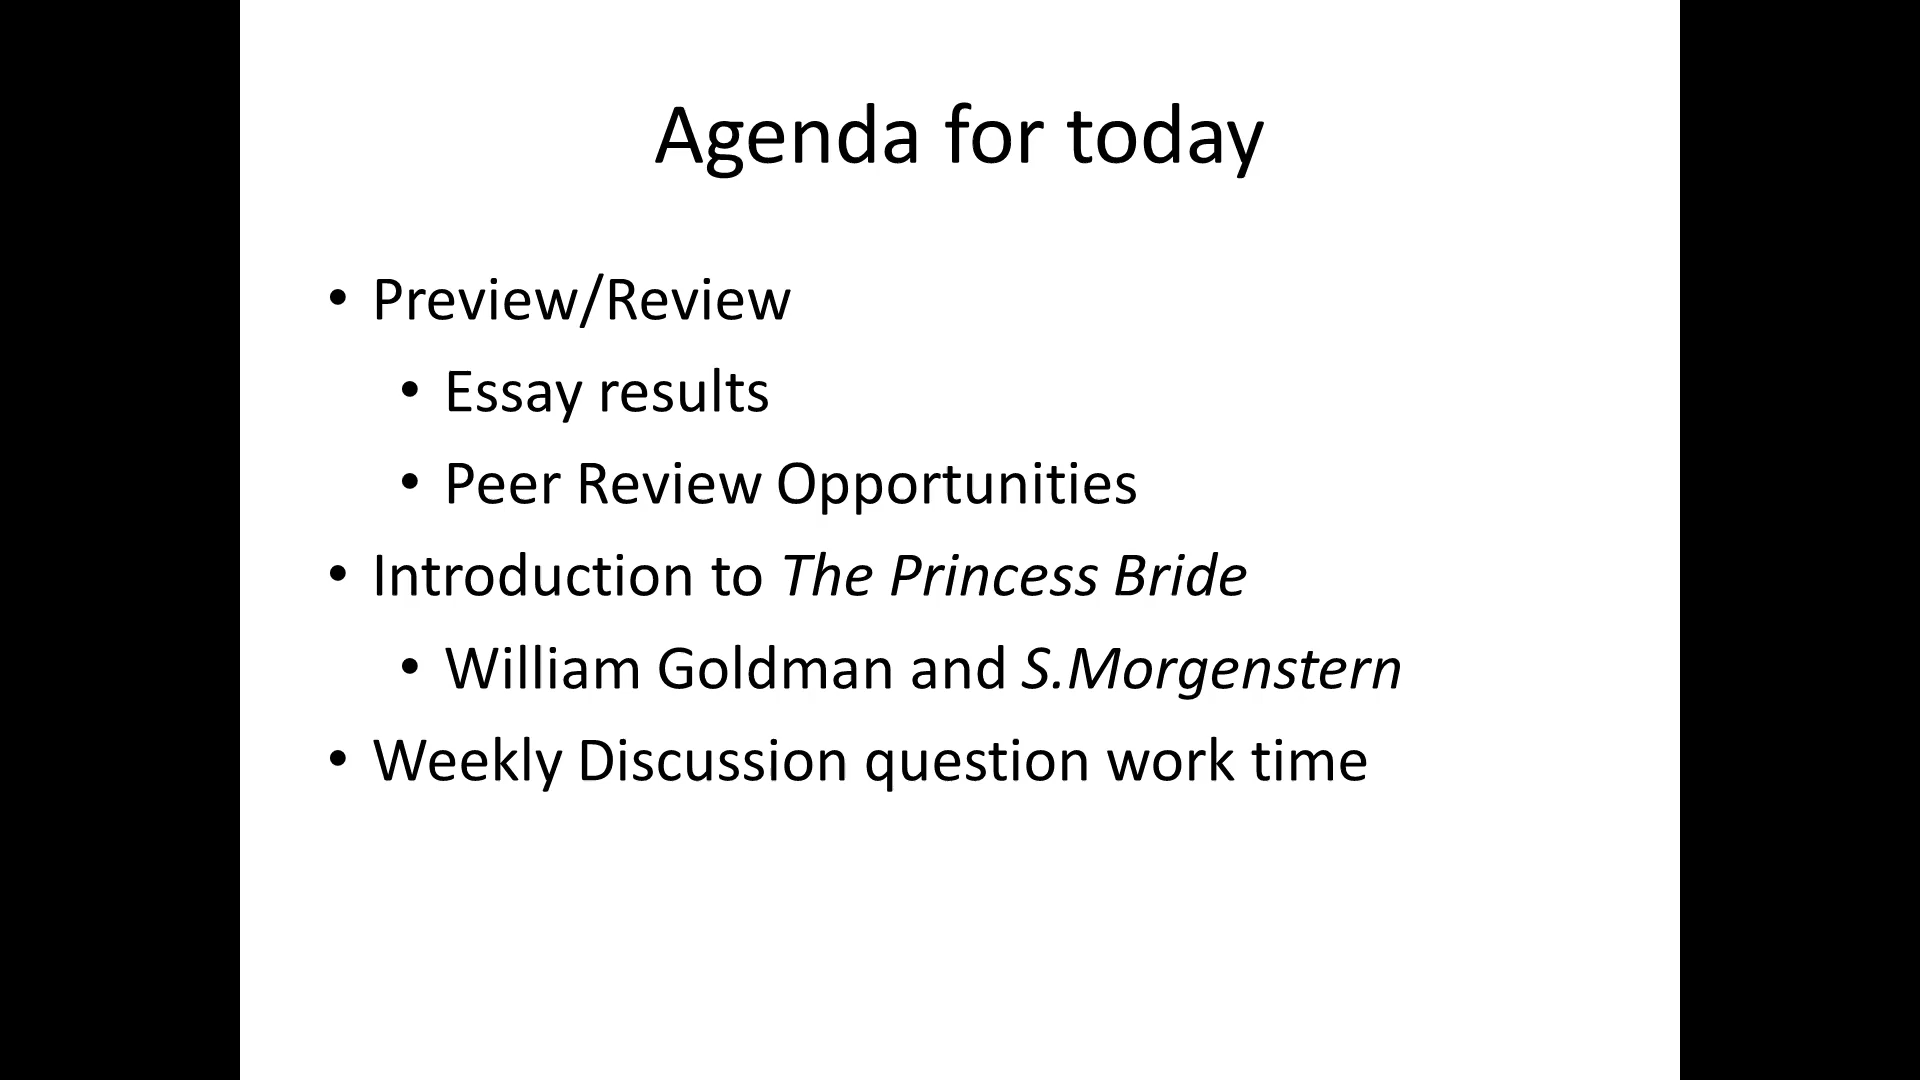 Agenda for today
• Preview/Review
• Essay results
• Peer Review Opportunities
• Introduction to The Princess Bride
• William Goldman and S.Morgenstern
• Weekly Discussion question work time